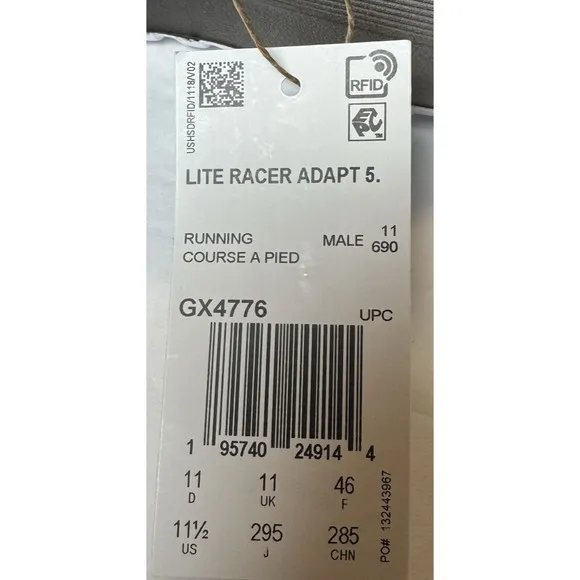 USHSDRFID/1118/V02
RFID
EPC™
LITE RACER ADAPT 5.
RUNNING MALE 11
COURSE A PIED 690
GX4776
UPC
1 95740 24914 4
11 11 46
D UK F
11½ 295 285
US J CHN
PO# 132443967